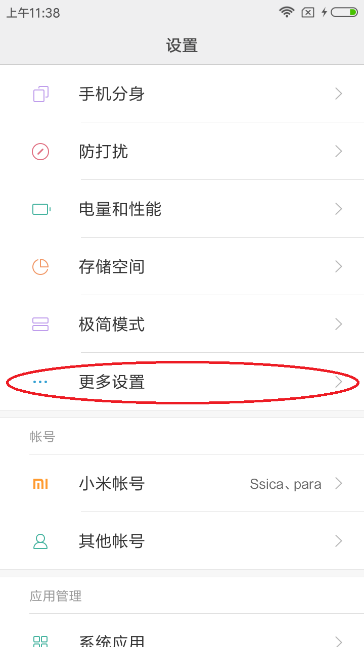 上午11:38
设置
手机分身
防打扰
电量和性能
存储空间
极简模式
更多设置
帐号
小米帐号 Ssica、para
其他帐号
应用管理
系统应用